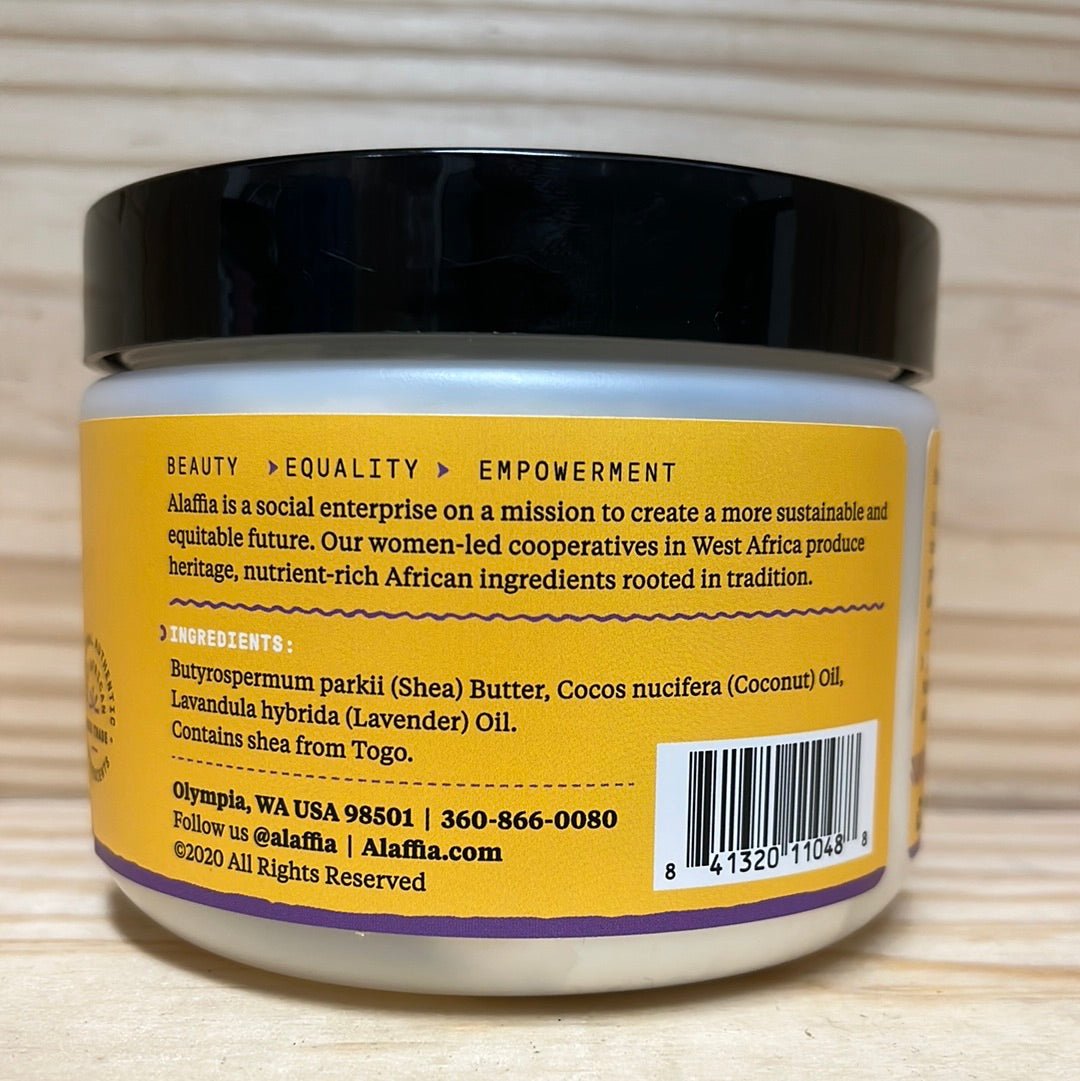 BEAUTY EQUALITY EMPOWERMENT
Alaffia is a social enterprise on a mission to create a more sustainable and
equitable future. Our women-led cooperatives in West Africa produce
heritage, nutrient-rich African ingredients rooted in tradition.
INGREDIENTS:
Butyrospermum parkii (Shea) Butter, Cocos nucifera (Coconut) Oil,
Lavandula hybrida (Lavender) Oil.
Contains shea from Togo.
Olympia, WA USA 98501 | 360-866-0080
Follow us @alaffia | Alaffia.com
©2020 All Rights Reserved
8 41320 11048 8
AUTHENTIC
AFRICAN
TRADE